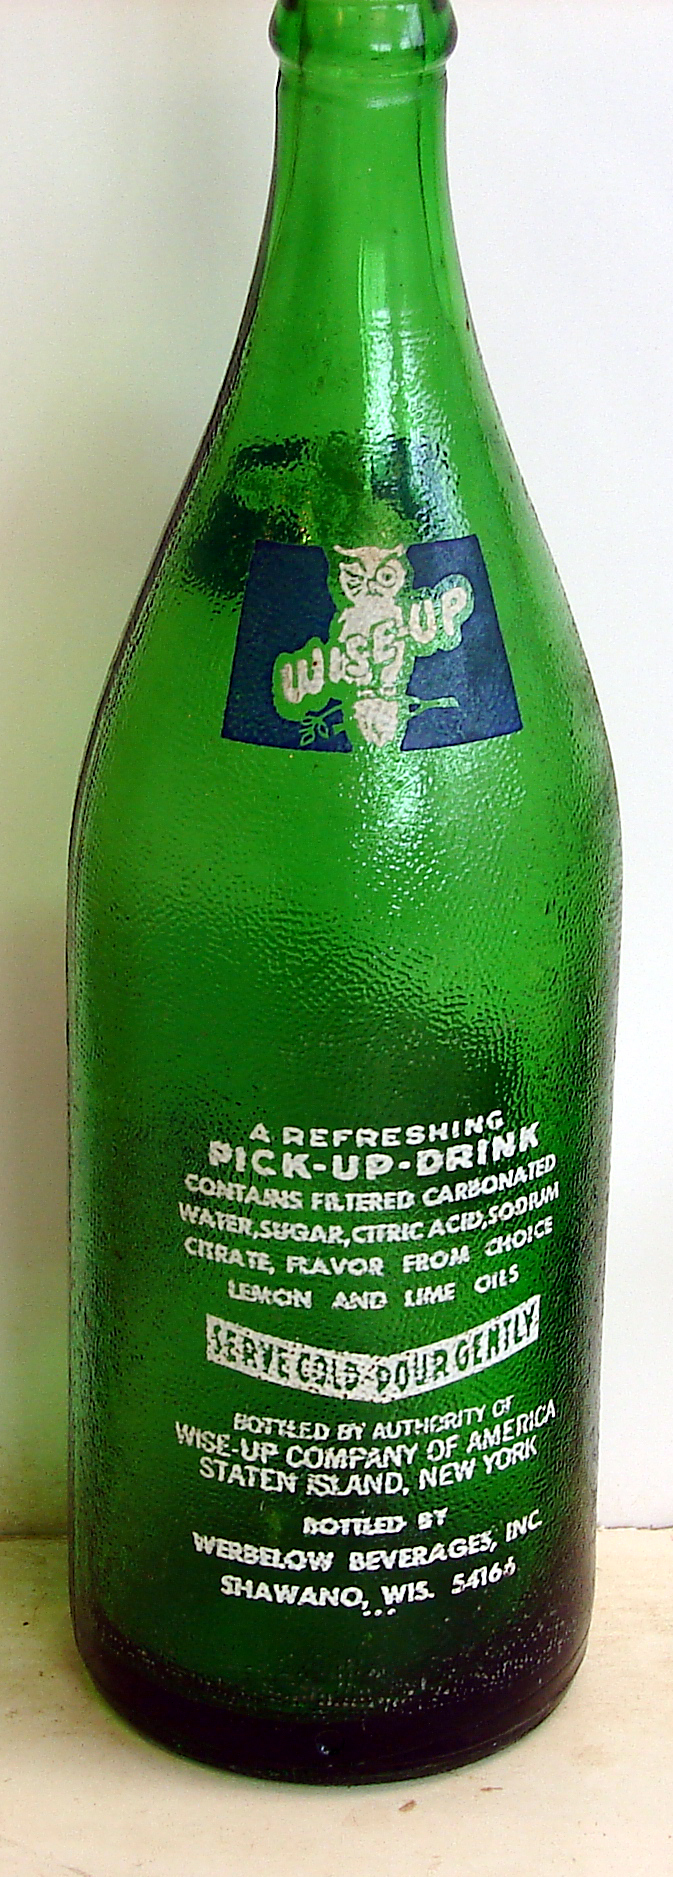 WISE-UP
A REFRESHING
PICK-UP-DRINK
CONTAINS FILTERED CARBONATED
WATER, SUGAR, CITRIC ACID, SODIUM
CITRATE, FLAVOR FROM CHOICE
LEMON AND LIME OILS
SERVE COLD-POUR GENTLY
BOTTLED BY AUTHORITY OF
WISE-UP COMPANY OF AMERICA
STATEN ISLAND, NEW YORK
BOTTLED BY
WERBELOW BEVERAGES, INC.
SHAWANO, WIS. 54166